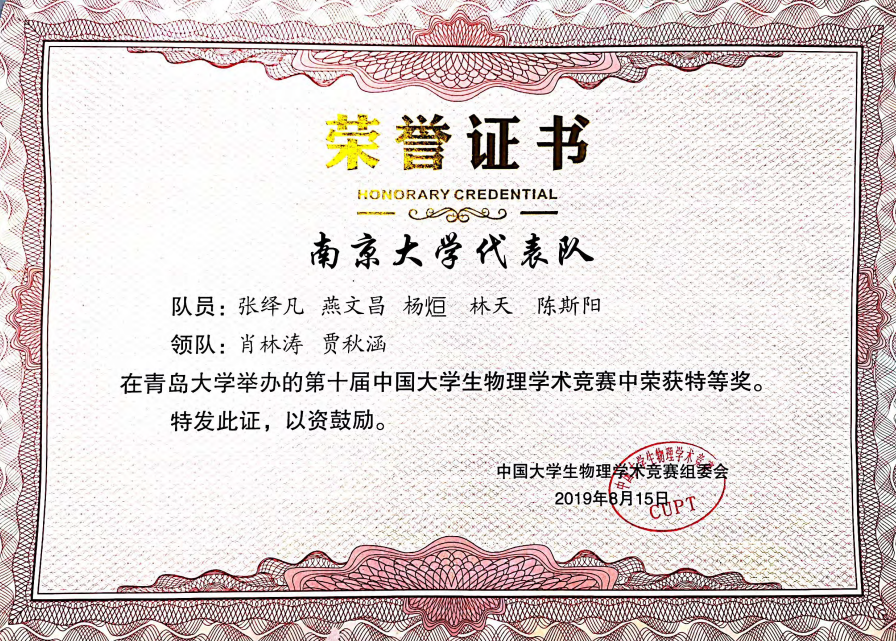 荣誉证书
HONORARY CREDENTIAL
南京大学代表队
队员：张绎凡 燕文昌 杨烜 林天 陈斯阳
领队：肖林涛 贾秋涵
在青岛大学举办的第十届中国大学生物理学术竞赛中荣获特等奖。
特发此证，以资鼓励。
中国大学生物理学术竞赛组委会
2019年8月15日
中国大学生物理学术竞赛
CUPT